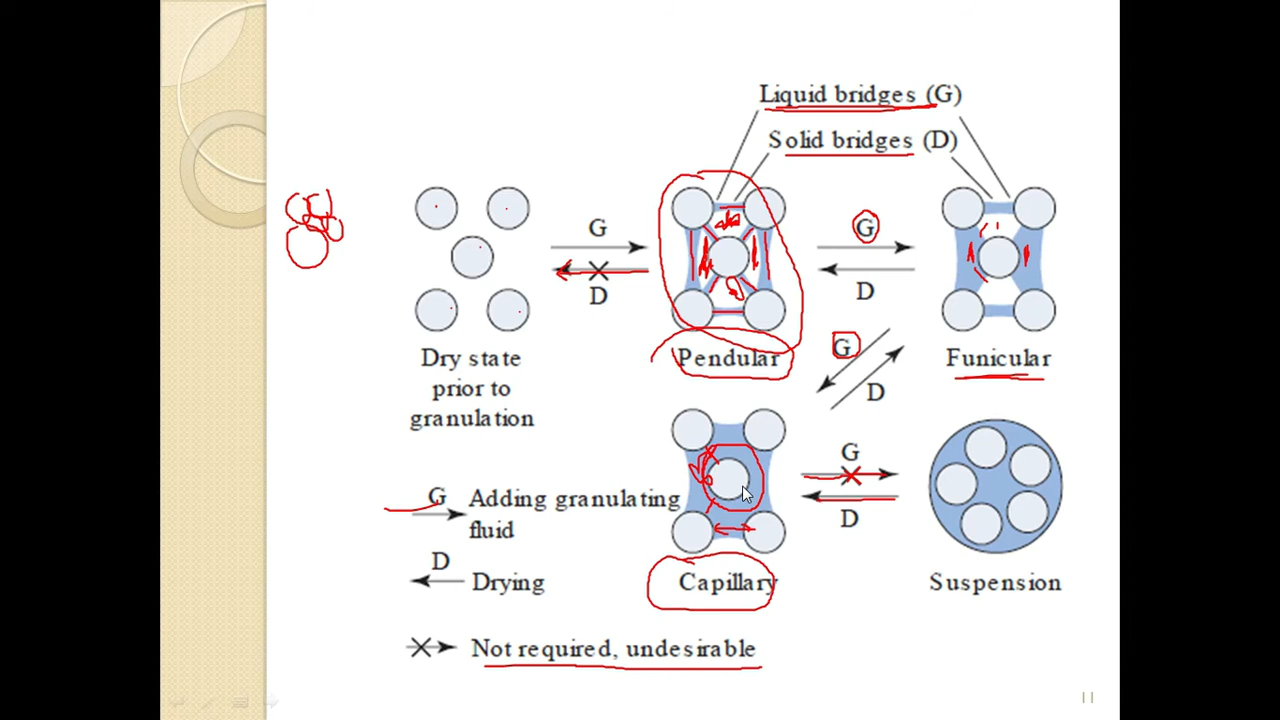 Liquid bridges (G)
Solid bridges (D)
G
D
G
D
Dry state
prior to
granulation
Pendular
Funicular
G
D
G
D
G
Adding granulating
fluid
D
Drying
Capillary
Suspension
Not required, undesirable
11